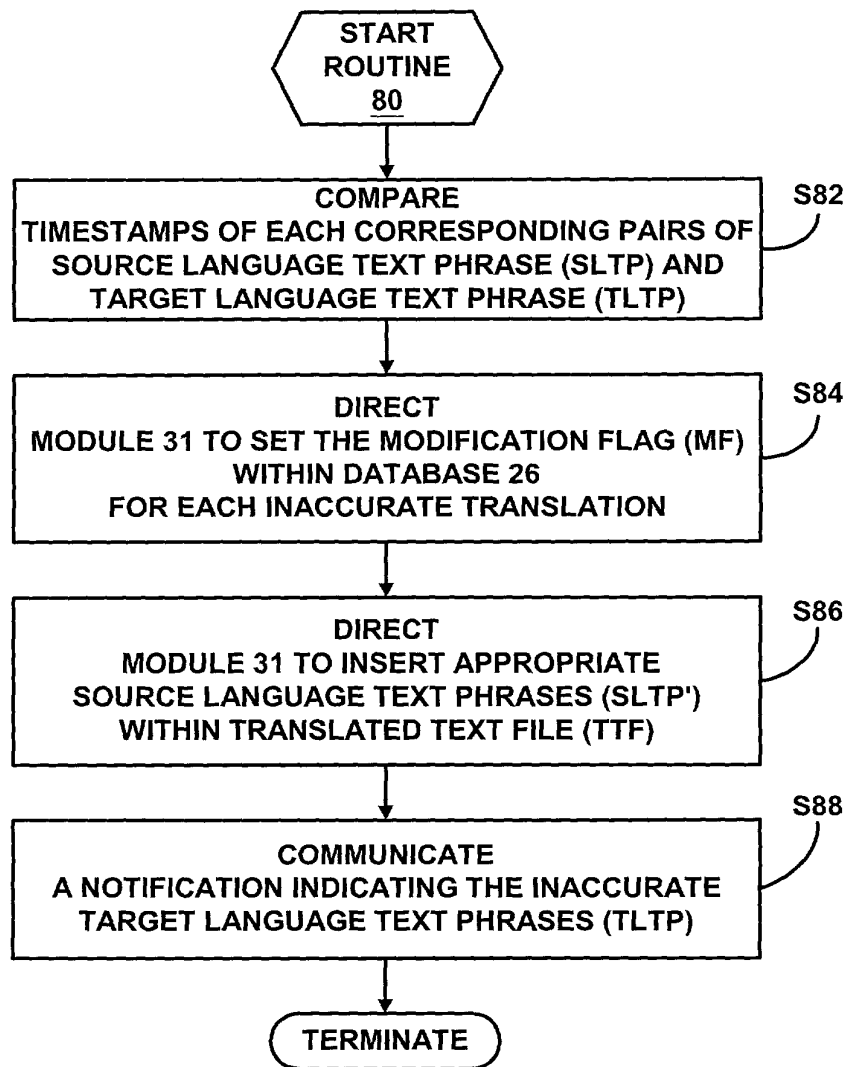 START
ROUTINE
80
COMPARE
TIMESTAMPS OF EACH CORRESPONDING PAIRS OF
SOURCE LANGUAGE TEXT PHRASE (SLTP) AND
TARGET LANGUAGE TEXT PHRASE (TLTP)
S82
DIRECT
MODULE 31 TO SET THE MODIFICATION FLAG (MF)
WITHIN DATABASE 26
FOR EACH INACCURATE TRANSLATION
S84
DIRECT
MODULE 31 TO INSERT APPROPRIATE
SOURCE LANGUAGE TEXT PHRASES (SLTP')
WITHIN TRANSLATED TEXT FILE (TTF)
S86
COMMUNICATE
A NOTIFICATION INDICATING THE INACCURATE
TARGET LANGUAGE TEXT PHRASES (TLTP)
S88
TERMINATE